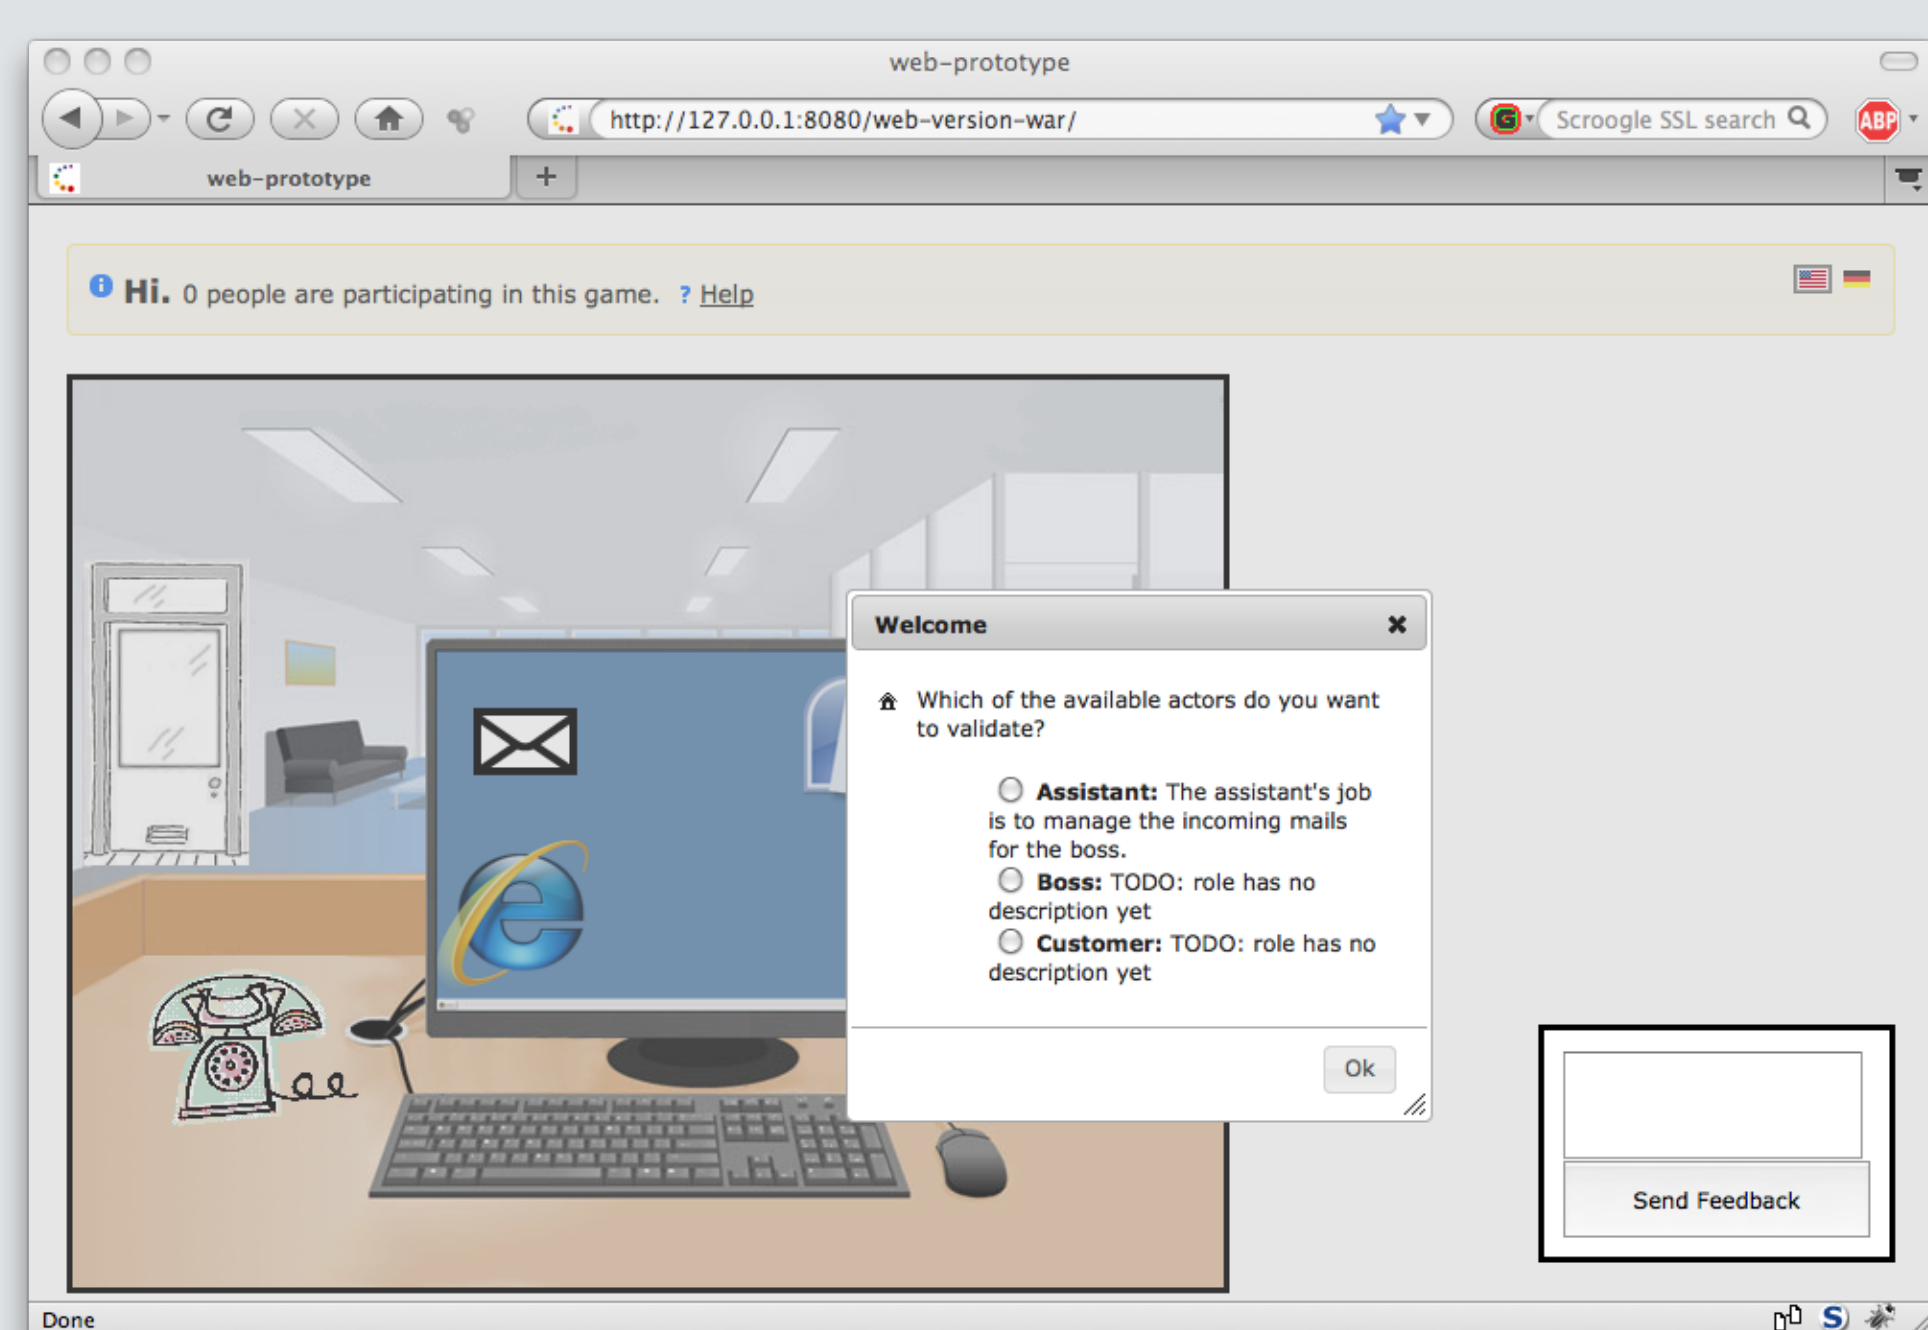 web-prototype
http://127.0.0.1:8080/web-version-war/
Scroogle SSL search
ABP
web-prototype
+
Hi. 0 people are participating in this game. ? Help
Welcome
Which of the available actors do you want
to validate?
Assistant: The assistant's job
is to manage the incoming mails
for the boss.
Boss: TODO: role has no
description yet
Customer: TODO: role has no
description yet
Ok
Send Feedback
Done